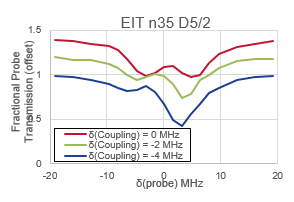 EIT n35 D5/2
Fractional Probe
Transmission (offset)
1.5
1
0.5
0
δ(Coupling) = 0 MHz
δ(Coupling) = -2 MHz
δ(Coupling) = -4 MHz
-20 -10 0 10 20
δ(probe) MHz